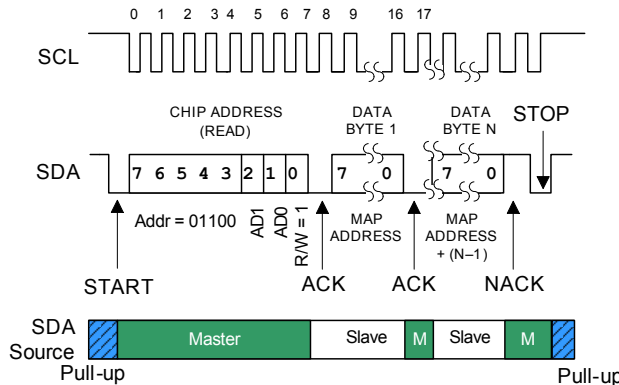 0 1 2 3 4 5 6 7 8 9 16 17
SCL
CHIP ADDRESS
(READ)
DATA
BYTE 1
DATA
BYTE N
STOP
SDA
7 6 5 4 3 2 1 0 7 0 7 0
Addr = 01100
AD1
AD0
R/W = 1
MAP
ADDRESS
MAP
ADDRESS
+ (N–1)
START
ACK
ACK
NACK
SDA
Source
Master
Slave
M
Slave
M
Pull-up
Pull-up